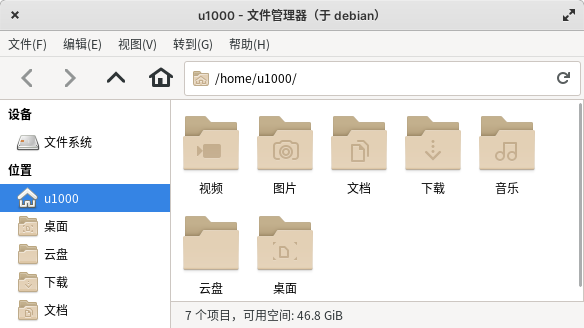 u1000 - 文件管理器（于 debian）
文件(F) 编辑(E) 视图(V) 转到(G) 帮助(H)
/home/u1000/
设备
文件系统
位置
u1000
桌面
云盘
下载
文档
视频 图片 文档 下载 音乐
云盘 桌面
7 个项目，可用空间: 46.8 GiB